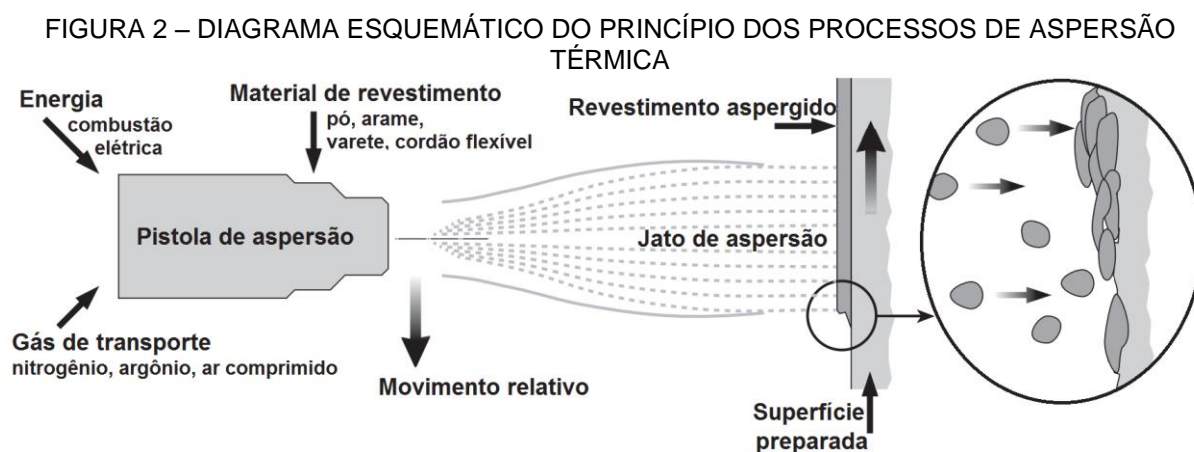 FIGURA 2 – DIAGRAMA ESQUEMÁTICO DO PRINCÍPIO DOS PROCESSOS DE ASPERSÃO
TÉRMICA
Energia
combustão
elétrica
Material de revestimento
pó, arame,
varete, cordão flexível
Revestimento aspergido
Pistola de aspersão
Jato de aspersão
Gás de transporte
nitrogênio, argônio, ar comprimido
Movimento relativo
Superfície
preparada